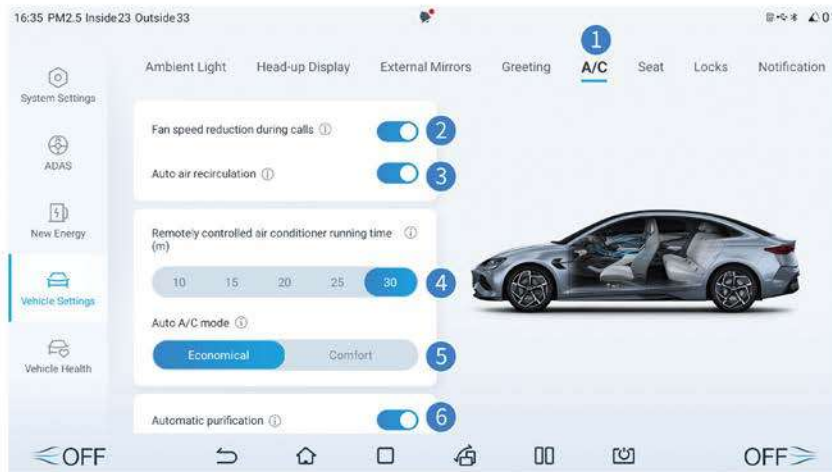 16:35 PM2.5 Inside23 Outside33
0
1
Ambient Light Head-up Display External Mirrors Greeting A/C Seat Locks Notification
System Settings
ADAS
New Energy
Vehicle Settings
Vehicle Health
Fan speed reduction during calls 2
Auto air recirculation 3
Remotely controlled air conditioner running time
(m)
10 15 20 25 30 4
Auto A/C mode
Economical Comfort 5
Automatic purification 6
OFF OFF